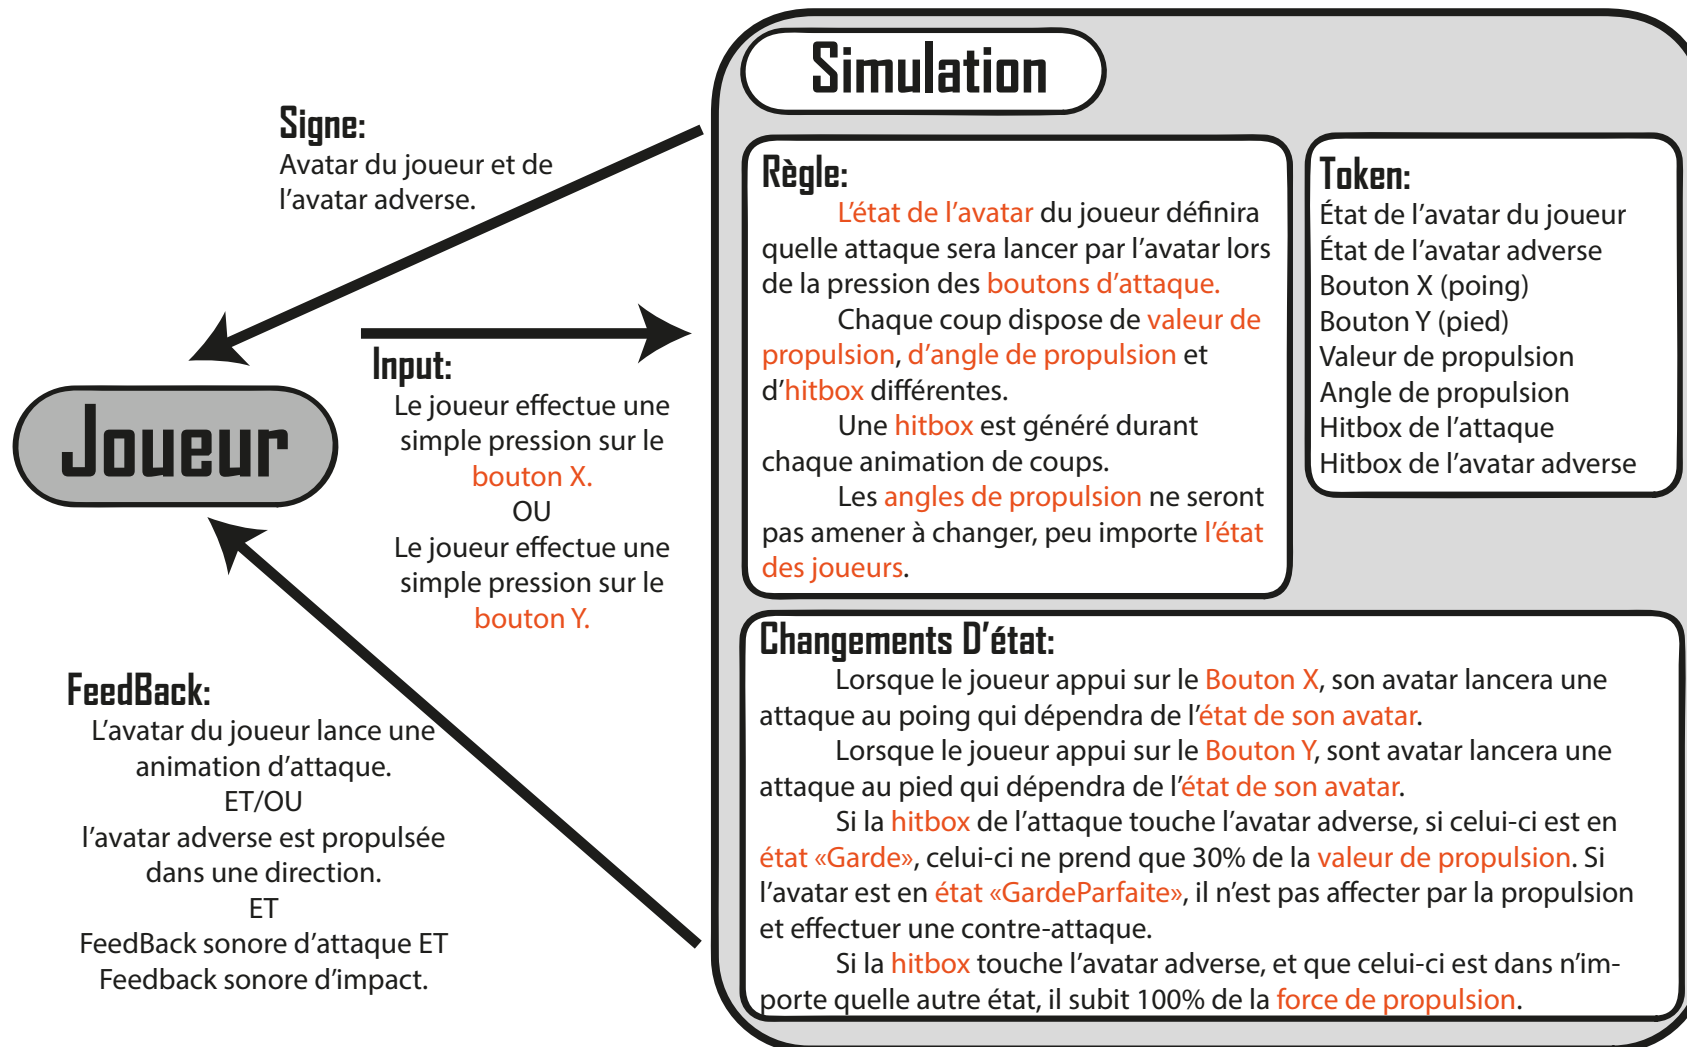 Simulation
Signe:
Avatar du joueur et de
l'avatar adverse.
Joueur
Input:
Le joueur effectue une
simple pression sur le
bouton X.
OU
Le joueur effectue une
simple pression sur le
bouton Y.
FeedBack:
L'avatar du joueur lance une
animation d'attaque.
ET/OU
l'avatar adverse est propulsée
dans une direction.
ET
FeedBack sonore d'attaque ET
Feedback sonore d'impact.
Règle:
L'état de l'avatar du joueur définira
quelle attaque sera lancer par l'avatar lors
de la pression des boutons d'attaque.
Chaque coup dispose de valeur de
propulsion, d'angle de propulsion et
d'hitbox différentes.
Une hitbox est généré durant
chaque animation de coups.
Les angles de propulsion ne seront
pas amener à changer, peu importe l'état
des joueurs.
Token:
État de l'avatar du joueur
État de l'avatar adverse
Bouton X (poing)
Bouton Y (pied)
Valeur de propulsion
Angle de propulsion
Hitbox de l'attaque
Hitbox de l'avatar adverse
Changements D'état:
Lorsque le joueur appui sur le Bouton X, son avatar lancera une
attaque au poing qui dépendra de l'état de son avatar.
Lorsque le joueur appui sur le Bouton Y, sont avatar lancera une
attaque au pied qui dépendra de l'état de son avatar.
Si la hitbox de l'attaque touche l'avatar adverse, si celui-ci est en
état «Garde», celui-ci ne prend que 30% de la valeur de propulsion. Si
l'avatar est en état «GardeParfaite», il n'est pas affecter par la propulsion
et effectuer une contre-attaque.
Si la hitbox touche l'avatar adverse, et que celui-ci est dans n'im-
porte quelle autre état, il subit 100% de la force de propulsion.